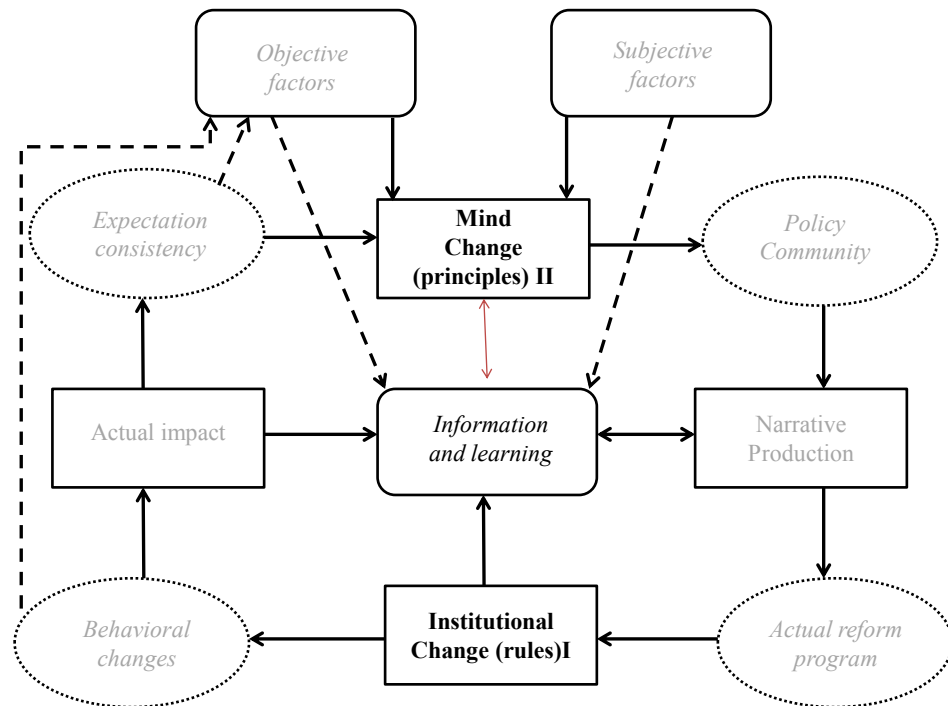 Objective
factors
Subjective
factors
Expectation
consistency
Mind
Change
(principles) II
Policy
Community
Actual impact
Information
and learning
Narrative
Production
Behavioral
changes
Institutional
Change (rules)I
Actual reform
program